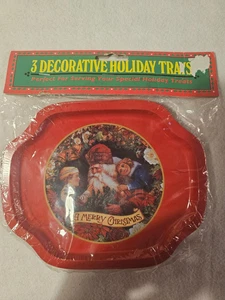 3 DECORATIVE HOLIDAY TRAYS
Perfect For Serving Your Special Holiday Treats
A MERRY CHRISTMAS